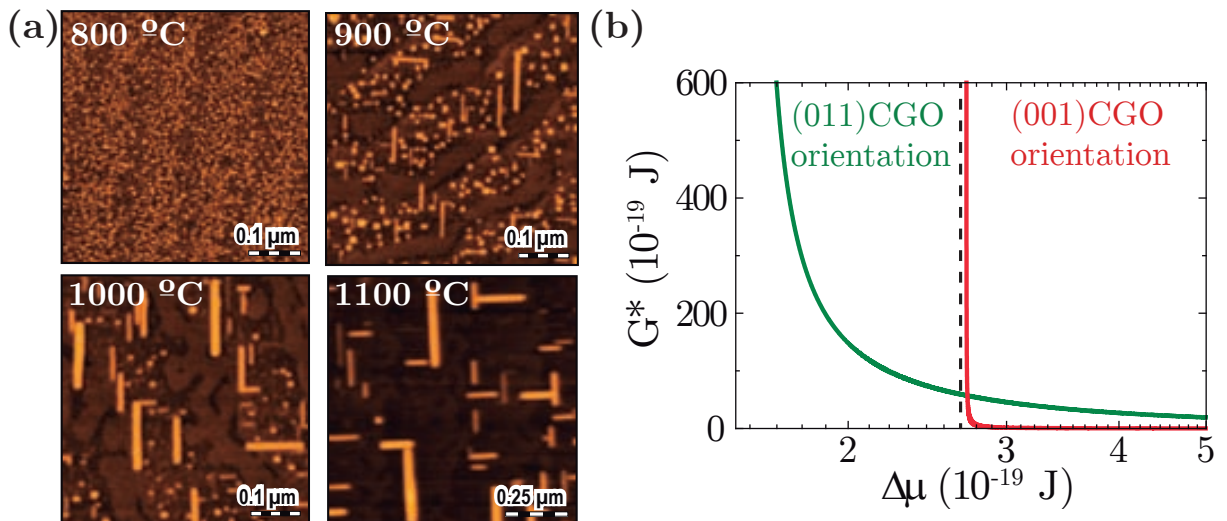 (a)
800 ºC
0.1 µm
900 ºC
0.1 µm
1000 ºC
0.1 µm
1100 ºC
0.25 µm
(b)
G* (10⁻¹⁹ J)
600
400
200
0
(011)CGO
orientation
(001)CGO
orientation
2
3
4
5
Δµ (10⁻¹⁹ J)